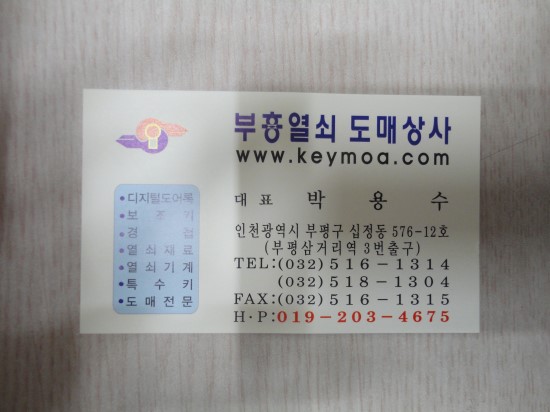 부흥열쇠 도매상사
www.keymoa.com
대표 박용수
인천광역시 부평구 십정동 576-12호
(부평삼거리역 3번출구)
TEL:(032)516-1314
(032)518-1304
FAX:(032)516-1315
H·P:019-203-4675
•디지털도어록
•보조키
•경첩
•열쇠재료
•열쇠기계
•특수키
•도매전문